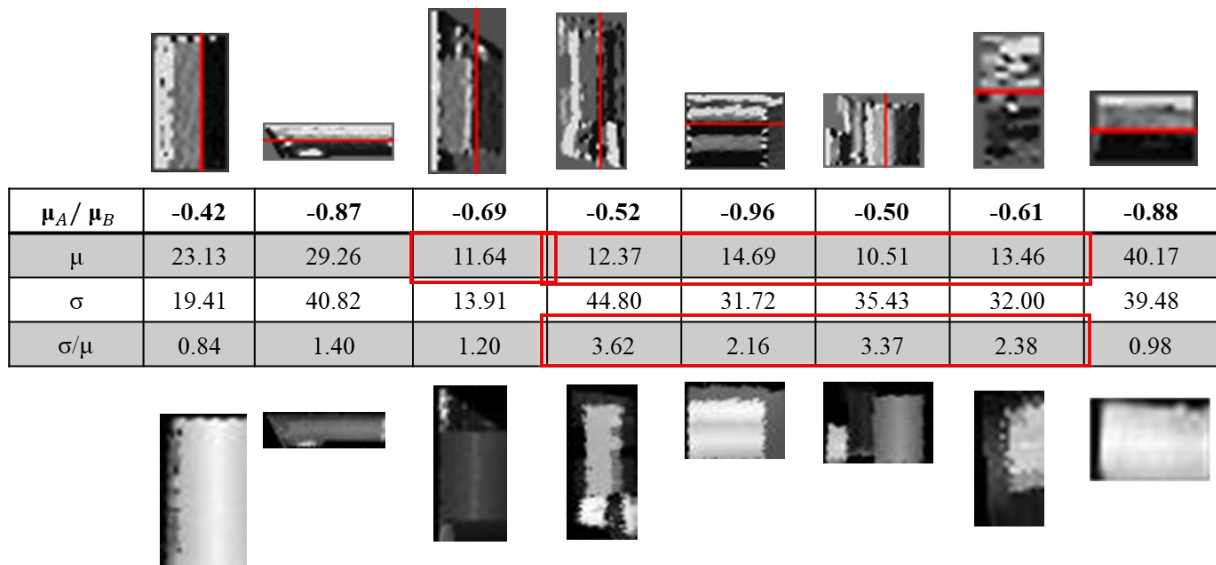 μ_A / μ_B -0.42 -0.87 -0.69 -0.52 -0.96 -0.50 -0.61 -0.88
μ 23.13 29.26 11.64 12.37 14.69 10.51 13.46 40.17
σ 19.41 40.82 13.91 44.80 31.72 35.43 32.00 39.48
σ/μ 0.84 1.40 1.20 3.62 2.16 3.37 2.38 0.98